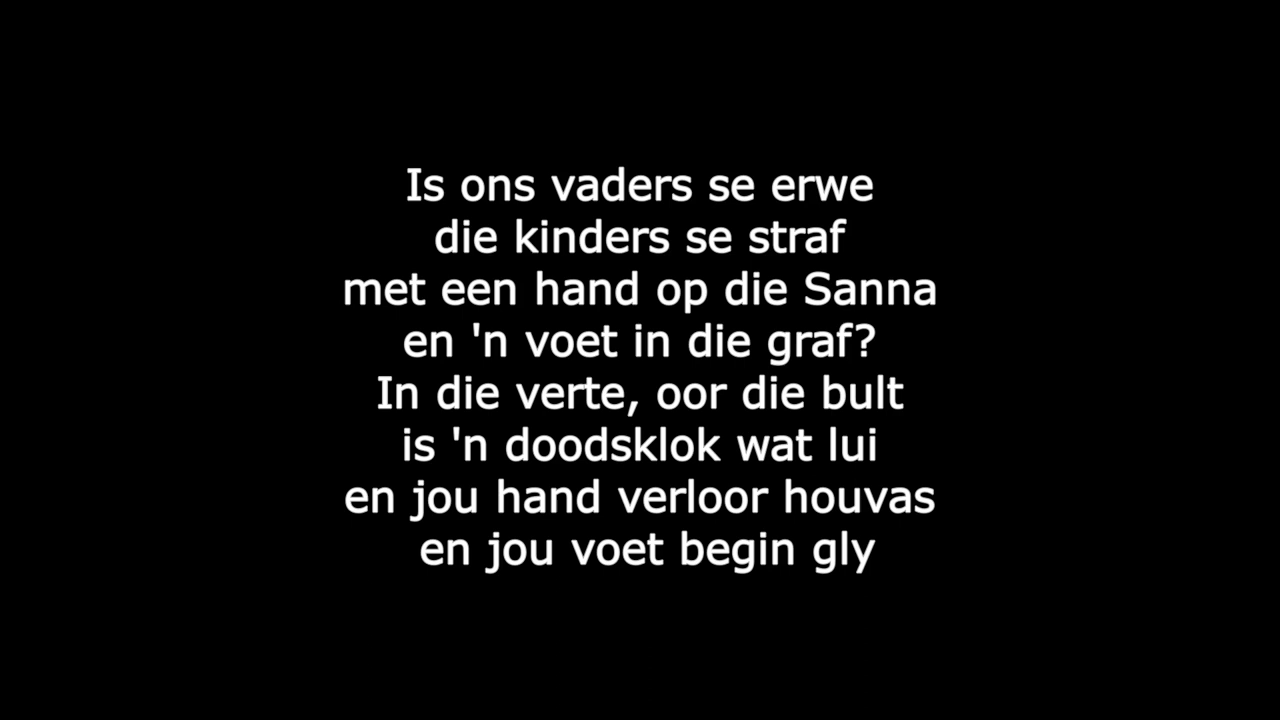 Is ons vaders se erwe
die kinders se straf
met een hand op die Sanna
en 'n voet in die graf?
In die verte, oor die bult
is 'n doodsklok wat lui
en jou hand verloor houvas
en jou voet begin gly